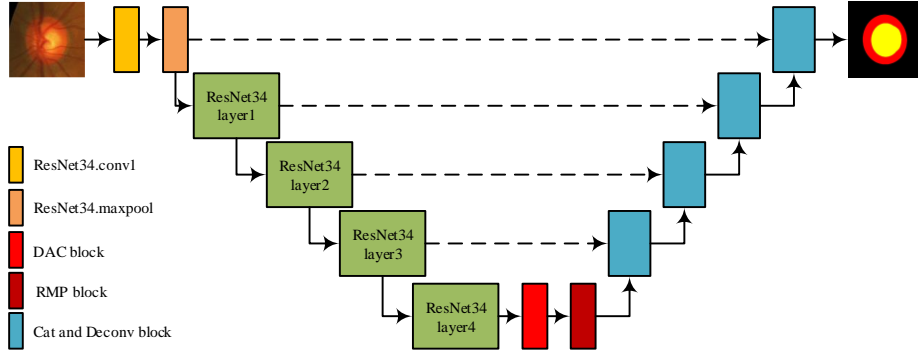 ResNet34
layer1
ResNet34
layer2
ResNet34
layer3
ResNet34
layer4
ResNet34.conv1
ResNet34.maxpool
DAC block
RMP block
Cat and Deconv block